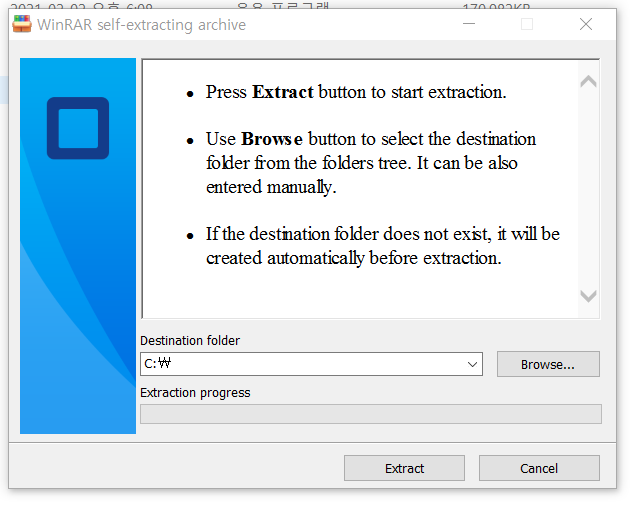 WinRAR self-extracting archive
Press Extract button to start extraction.
Use Browse button to select the destination
folder from the folders tree. It can be also
entered manually.
If the destination folder does not exist, it will be
created automatically before extraction.
Destination folder
C:₩
Browse...
Extraction progress
Extract
Cancel